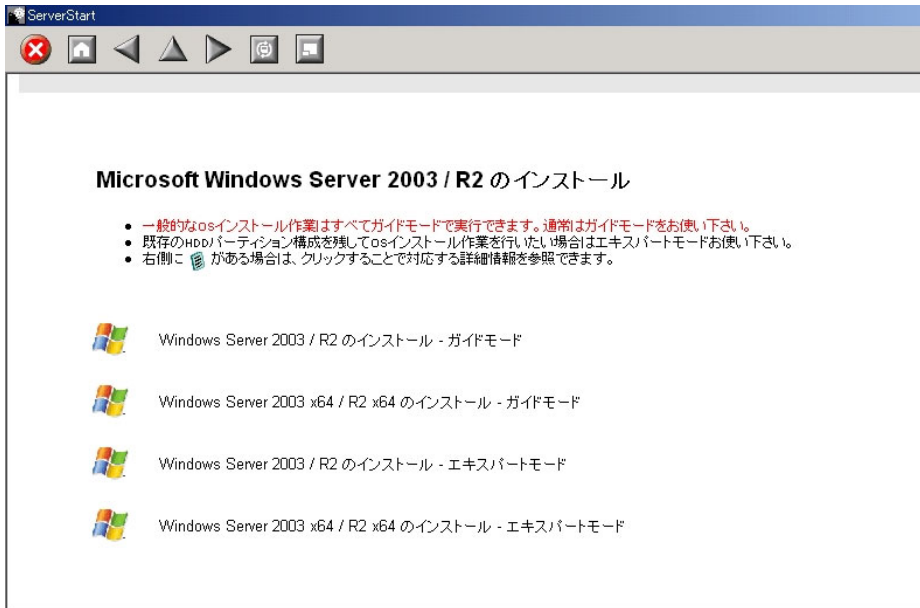 ServerStart
Microsoft Windows Server 2003 / R2 のインストール
一般的なOSインストール作業はすべてガイドモードで実行できます。通常はガイドモードをお使い下さい。
既存のHDDパーティション構成を残してOSインストール作業を行いたい場合はエキスパートモードお使い下さい。
右側に がある場合は、クリックすることで対応する詳細情報を参照できます。
Windows Server 2003 / R2 のインストール - ガイドモード
Windows Server 2003 x64 / R2 x64 のインストール - ガイドモード
Windows Server 2003 / R2 のインストール - エキスパートモード
Windows Server 2003 x64 / R2 x64 のインストール - エキスパートモード